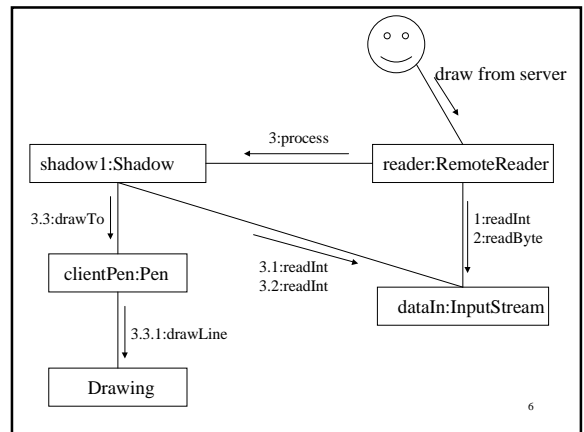 draw from server
3:process
shadow1:Shadow
reader:RemoteReader
3.3:drawTo
1:readInt
2:readByte
clientPen:Pen
3.1:readInt
3.2:readInt
dataIn:InputStream
3.3.1:drawLine
Drawing
6